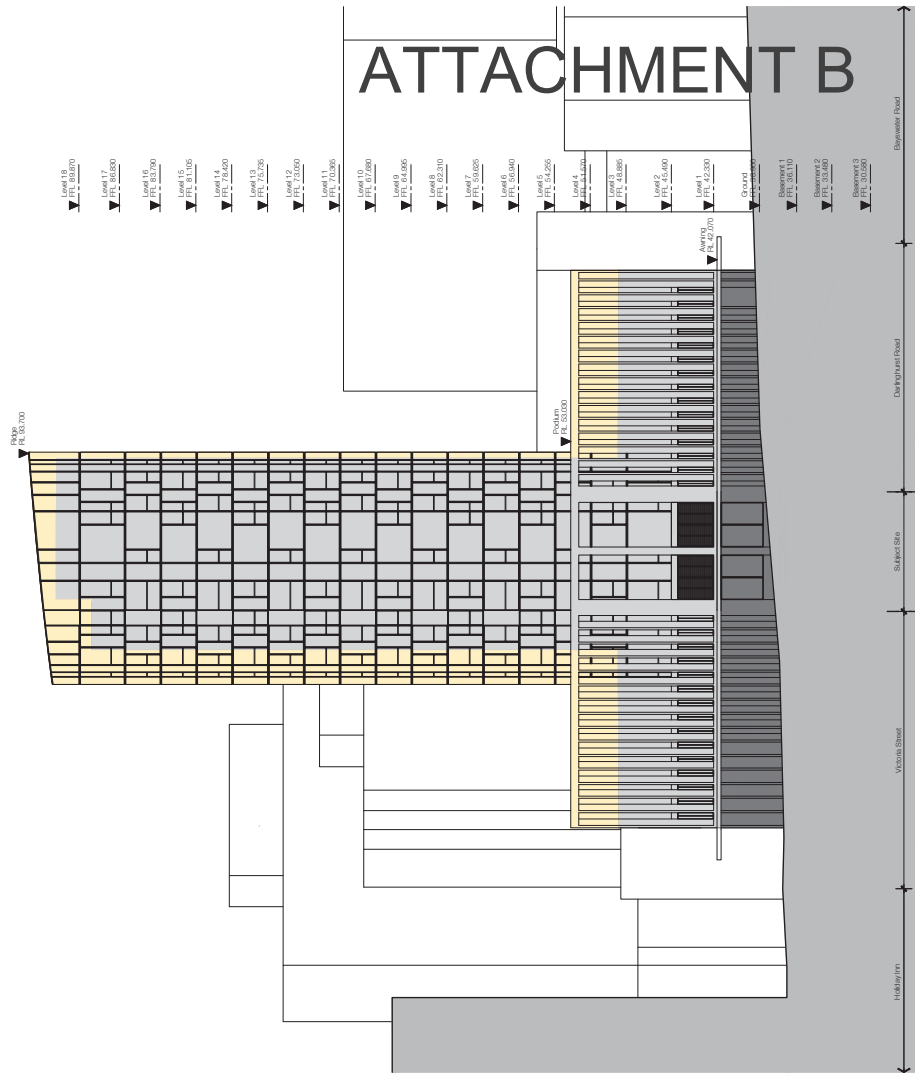 ATTACHMENT B
Level 18
FFL 89.870
Level 17
FFL 86.830
Level 16
FFL 83.790
Level 15
FFL 81.105
Level 14
FFL 78.420
Level 13
FFL 75.735
Level 12
FFL 73.050
Level 11
FFL 70.365
Level 10
FFL 67.680
Level 9
FFL 64.995
Level 8
FFL 62.310
Level 7
FFL 59.625
Level 6
FFL 56.940
Level 5
FFL 54.255
Level 4
FFL 51.570
Level 3
FFL 48.885
Level 2
FFL 45.490
Level 1
FFL 42.330
Ground
Basement 1
FFL 36.110
Basement 2
FFL 33.480
Basement 3
FFL 30.580
Awning
RL 42.070
Ridge
RL 93.700
Podium
RL 53.030
Bayswater Road
Darlinghurst Road
Subject Site
Victoria Street
Holiday Inn